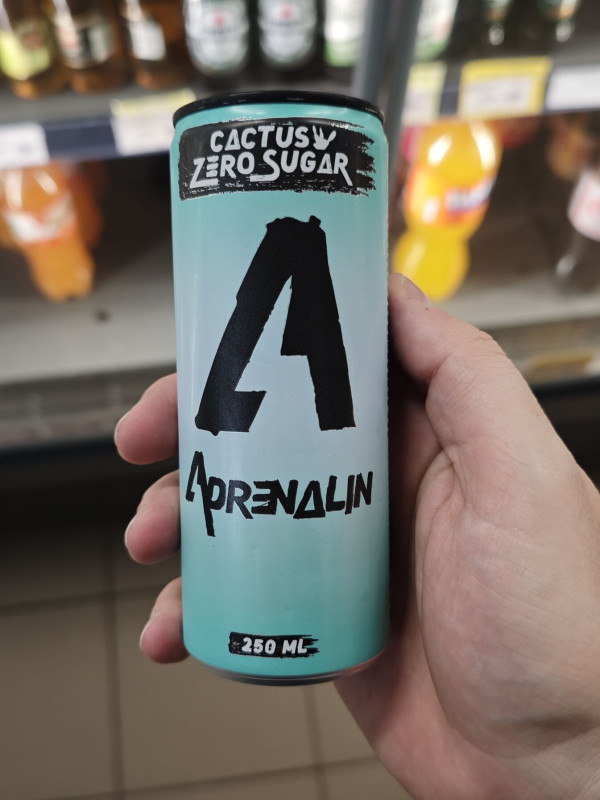 CACTUS
ZERO SUGAR
A
ADRENALIN
250 ML